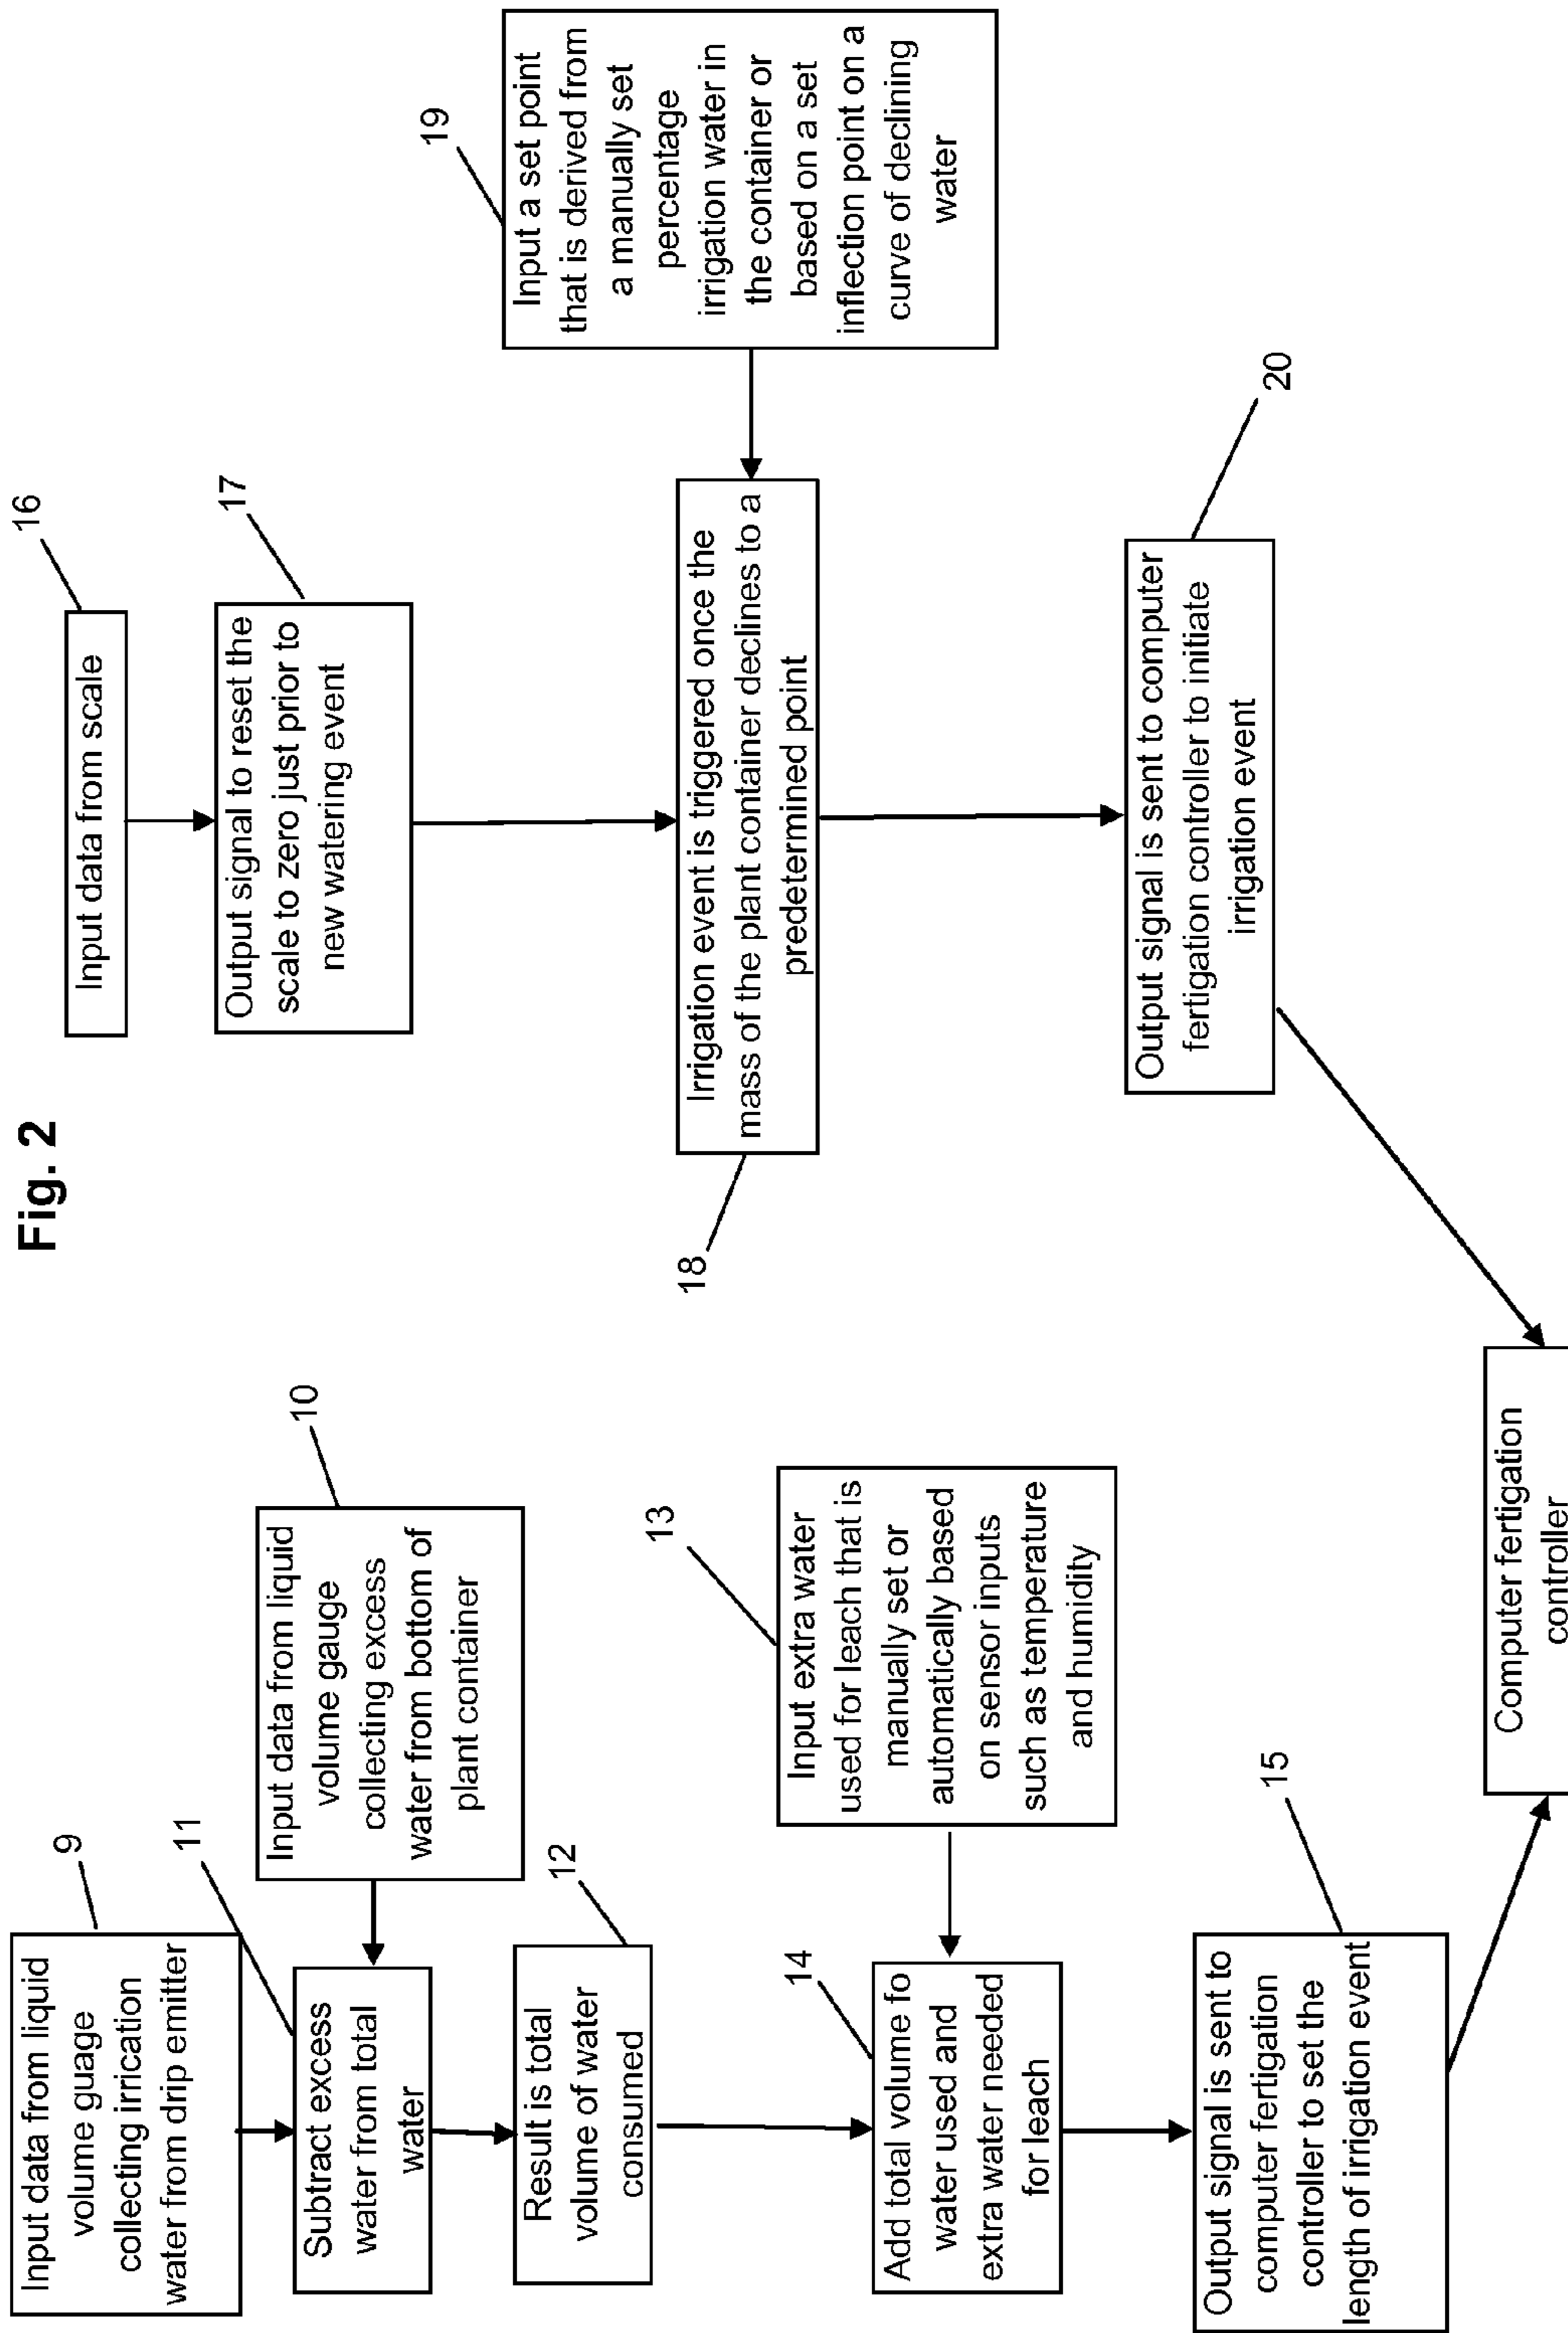 Fig. 2
9
Input data from liquid
volume guage
collecting irrication
water from drip emitter
11
Subtract excess
water from total
water
10
Input data from liquid
volume gauge
collecting excess
water from bottom of
plant container
12
Result is total
volume of water
consumed
13
Input extra water
used for leach that is
manually set or
automatically based
on sensor inputs
such as temperature
and humidity
14
Add total volume fo
water used and
extra water needed
for leach
15
Output signal is sent to
computer fertigation
controller to set the
length of irrigation event
16
Input data from scale
17
Output signal to reset the
scale to zero just prior to
new watering event
18
Irrigation event is triggered once the
mass of the plant container declines to a
predetermined point
19
Input a set point
that is derived from
a manually set
percentage
irrigation water in
the container or
based on a set
inflection point on a
curve of declining
water
20
Output signal is sent to computer
fertigation controller to initiate
irrigation event
Computer fertigation
controller